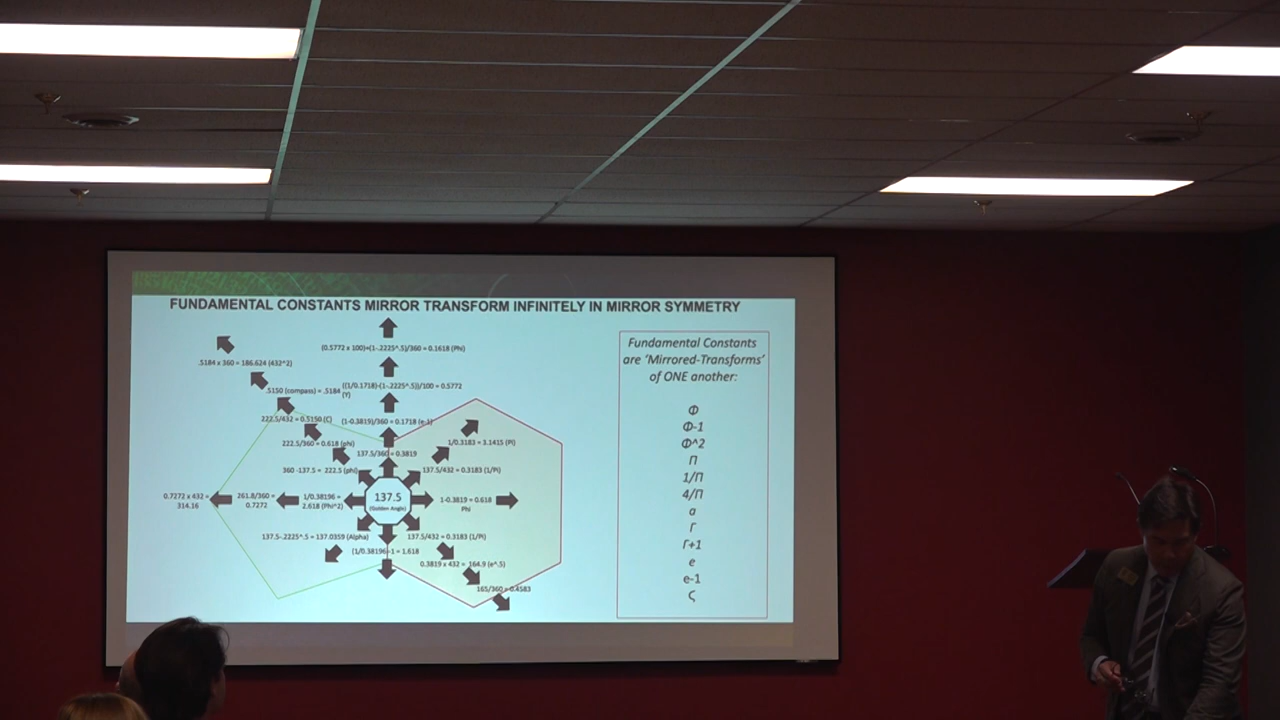 FUNDAMENTAL CONSTANTS MIRROR TRANSFORM INFINITELY IN MIRROR SYMMETRY
(0.5772 x 100)+(1-.2225^.5)/360 = 0.1618 (Phi)
.5184 x 360 = 186.624 (432^2)
.5150 (compass) = .5184
((1/0.1718)-(1-.2225^.5))/100 = 0.5772
(Y)
222.5/432 = 0.5150 (C)
(1-0.3819)/360 = 0.1718 (e-1)
222.5/360 = 0.618 (phi)
137.5/360 = 0.3819
1/0.3183 = 3.1415 (Pi)
360 -137.5 = 222.5 (phi)
137.5/432 = 0.3183 (1/Pi)
0.7272 x 432 =
314.16
261.8/360 =
0.7272
1/0.38196 =
2.618 (Phi^2)
137.5
(Golden Angle)
1-0.3819 = 0.618
Phi
137.5-.2225^.5 = 137.0359 (Alpha)
137.5/432 = 0.3183 (1/Pi)
(1/0.38196)-1 = 1.618
0.3819 x 432 = 164.9 (e^.5)
165/360 = 0.4583
Fundamental Constants
are 'Mirrored-Transforms'
of ONE another:
Φ
Φ-1
Φ^2
Π
1/Π
4/Π
α
Γ
Γ+1
e
e-1
ς